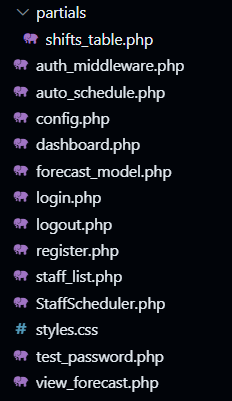 partials
shifts_table.php
auth_middleware.php
auto_schedule.php
config.php
dashboard.php
forecast_model.php
login.php
logout.php
register.php
staff_list.php
StaffScheduler.php
# styles.css
test_password.php
view_forecast.php